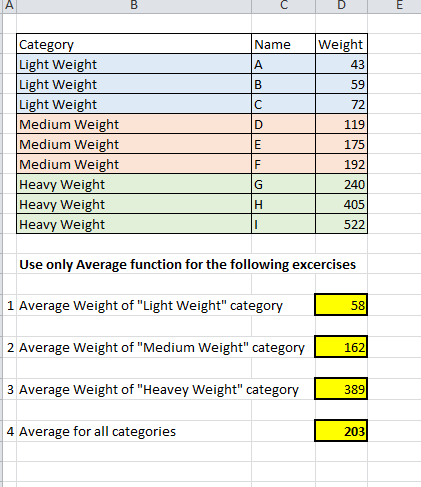 A B C D E
Category Name Weight
Light Weight A 43
Light Weight B 59
Light Weight C 72
Medium Weight D 119
Medium Weight E 175
Medium Weight F 192
Heavy Weight G 240
Heavy Weight H 405
Heavy Weight I 522
Use only Average function for the following excercises
1 Average Weight of "Light Weight" category 58
2 Average Weight of "Medium Weight" category 162
3 Average Weight of "Heavey Weight" category 389
4 Average for all categories 203